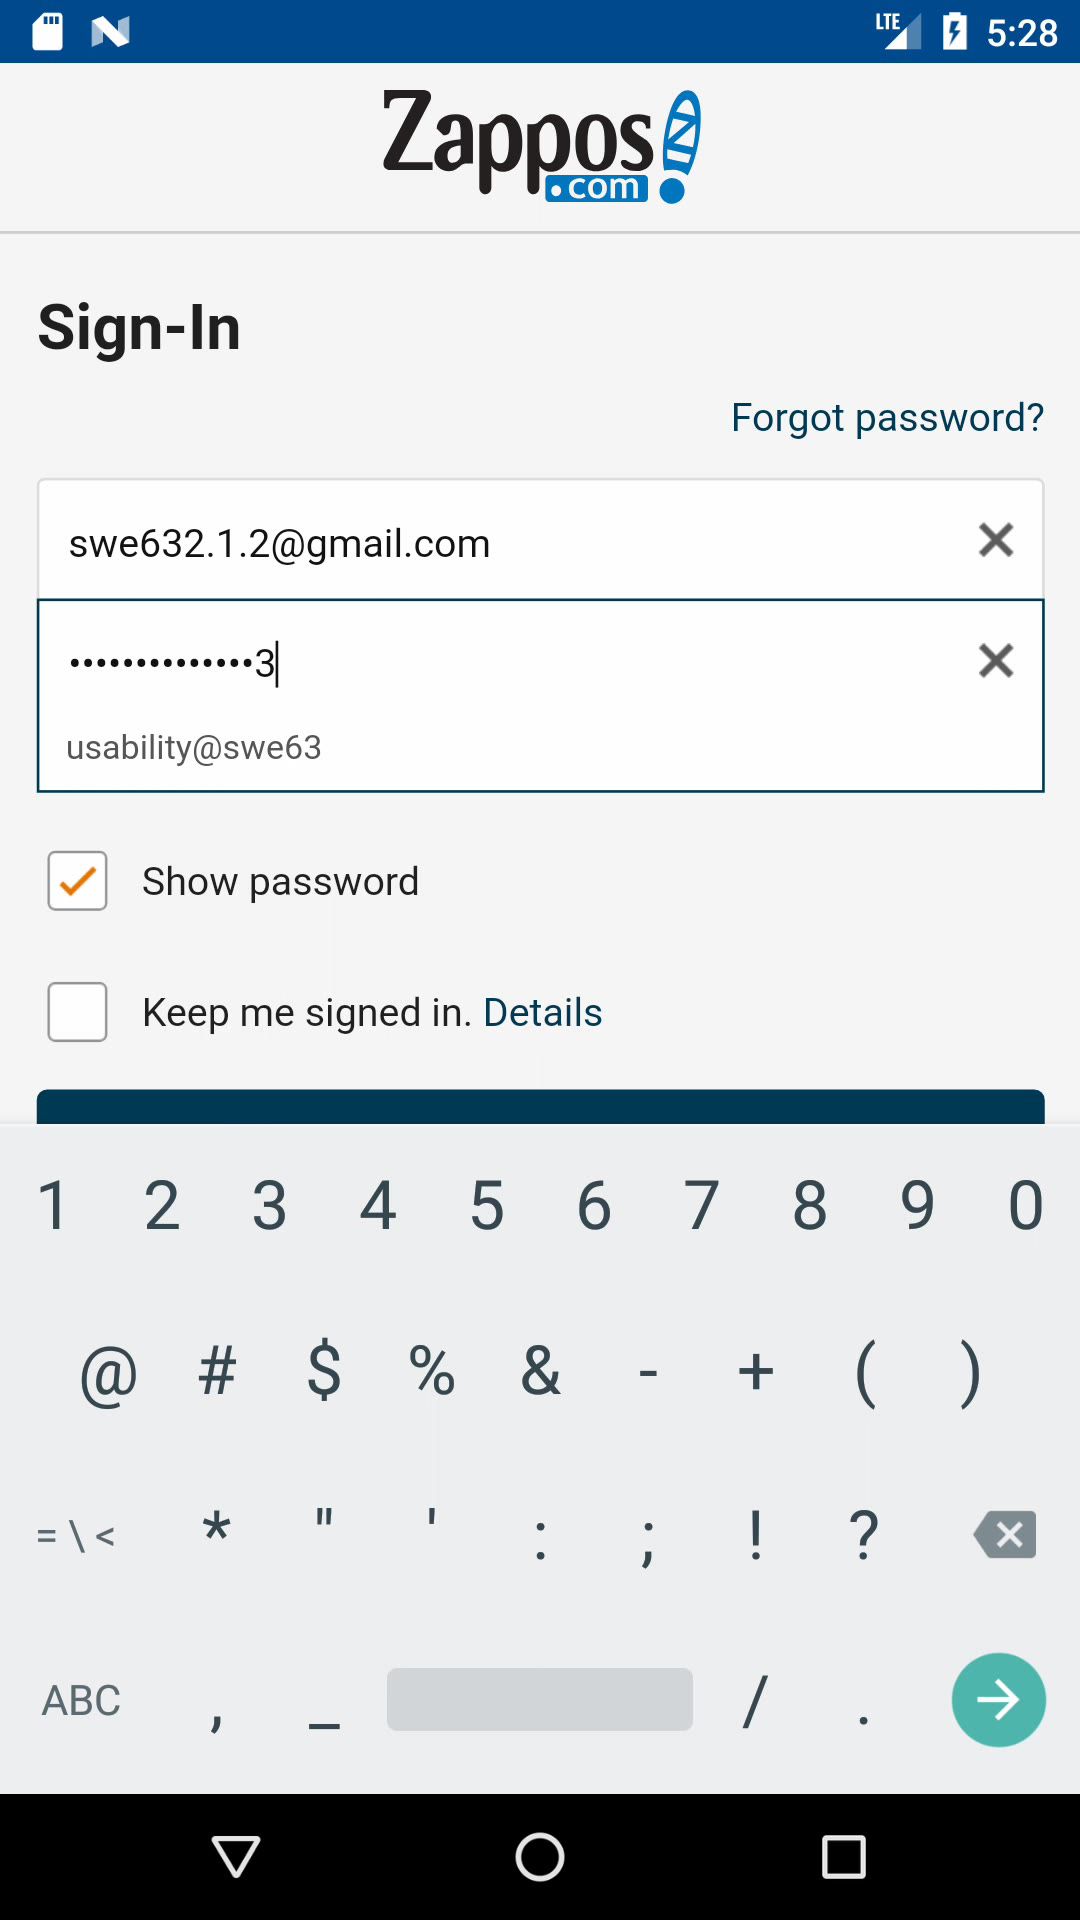 LTE 5:28
Zappos
.com
Sign-In
Forgot password?
swe632.1.2@gmail.com
••••••••••••••3
usability@swe63
Show password
Keep me signed in. Details
1 2 3 4 5 6 7 8 9 0
@ # $ % & - + ( )
= \ < * " ' : ; ! ?
ABC , _ / .